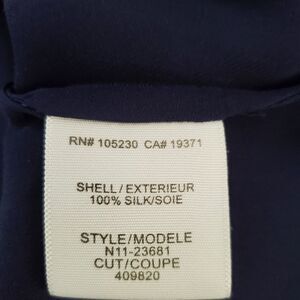 RN# 105230 CA# 19371
SHELL/EXTERIEUR
100% SILK/SOIE
STYLE/MODELE
N11-23681
CUT/COUPE
409820